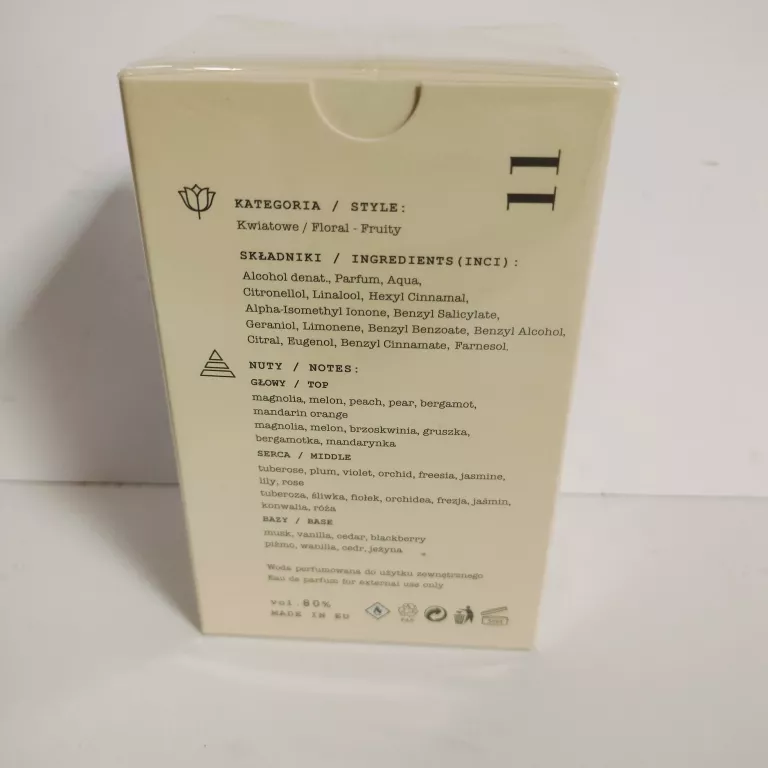 11
KATEGORIA / STYLE:
Kwiatowe / Floral - Fruity
SKŁADNIKI / INGREDIENTS (INCI) :
Alcohol denat., Parfum, Aqua,
Citronellol, Linalool, Hexyl Cinnamal,
Alpha-Isomethyl Ionone, Benzyl Salicylate,
Geraniol, Limonene, Benzyl Benzoate, Benzyl Alcohol,
Citral, Eugenol, Benzyl Cinnamate, Farnesol.
NUTY / NOTES:
GŁOWY / TOP
magnolia, melon, peach, pear, bergamot,
mandarin orange
magnolia, melon, brzoskwinia, gruszka,
bergamotka, mandarynka
SERCA / MIDDLE
tuberose, plum, violet, orchid, freesia, jasmine,
lily, rose
tuberoza, śliwka, fiołek, orchidea, frezja, jaśmin,
konwalia, róża
BAZY / BASE
musk, vanilla, cedar, blackberry
piżmo, wanilia, cedr, jeżyna
Woda perfumowana do użytku zewnętrznego
Eau de parfum for external use only
vol. 80%
MADE IN EU
PAP